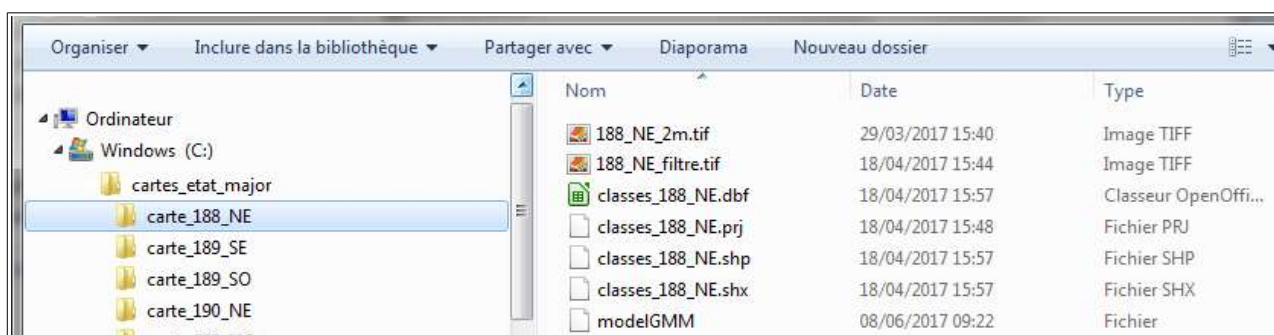 Organiser Inclure dans la bibliothèque Partager avec Diaporama Nouveau dossier
Ordinateur
Windows (C:)
cartes_etat_major
carte_188_NE
carte_189_SE
carte_189_SO
carte_190_NE
Nom Date Type
188_NE_2m.tif 29/03/2017 15:40 Image TIFF
188_NE_filtre.tif 18/04/2017 15:44 Image TIFF
classes_188_NE.dbf 18/04/2017 15:57 Classeur OpenOffi...
classes_188_NE.prj 18/04/2017 15:48 Fichier PRJ
classes_188_NE.shp 18/04/2017 15:57 Fichier SHP
classes_188_NE.shx 18/04/2017 15:57 Fichier SHX
modelGMM 08/06/2017 09:22 Fichier